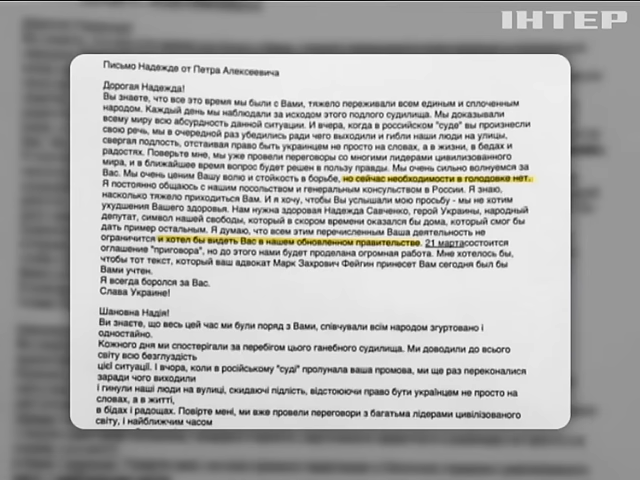 ІНТЕР
Письмо Надежде от Петра Алексеевича
Дорогая Надежда!
Вы знаете, что все это время мы были с Вами, тяжело переживали всем единым и сплоченным
народом. Каждый день мы наблюдали за исходом этого подлого судилища. Мы доказывали
всему миру всю абсурдность данной ситуации. И вчера, когда в российском "суде" вы произнесли
свою речь, мы в очередной раз убедились ради чего выходили и гибли наши люди на улицы,
свергая подлость, отстаивая право быть украинцем не просто на словах, а в жизни, в бедах и
радостях. Поверьте мне, мы уже провели переговоры со многими лидерами цивилизованного
мира, и в ближайшее время вопрос будет решен в пользу правды. Мы очень сильно волнуемся за
Вас. Мы очень ценим Вашу волю и стойкость в борьбе, но сейчас необходимости в голодовке нет.
Я постоянно общаюсь с нашим посольством и генеральным консульством в России. Я знаю,
насколько тяжело приходиться Вам. И я хочу, чтобы Вы услышали мою просьбу - мы не хотим
ухудшения Вашего здоровья. Нам нужна здоровая Надежда Савченко, герой Украины, народный
депутат, символ нашей свободы, который в скором времени оказался бы дома, который смог бы
дать пример остальным. Я думаю, что всем этим перечисленным Ваша деятельность не
ограничится и хотел бы видеть Вас в нашем обновленном правительстве. 21 марта состоится
оглашение "приговора", но до этого нами будет проделана огромная работа. Мне хотелось бы,
чтобы тот текст, который ваш адвокат Марк Захрович Фейгин принесет Вам сегодня был бы
Вами учтен.
Я всегда боролся за Вас.
Слава Украине!
Шановна Надія!
Ви знаєте, що весь цей час ми були поряд з Вами, співчували всім народом згуртовано і
одностайно.
Кожного дня ми спостерігали за перебігом цього ганебного судилища. Ми доводили до всього
світу всю безглуздість
цієї ситуації. І вчора, коли в російському "суді" пролунала ваша промова, ми ще раз переконалися
заради чого виходили
і гинули наші люди на вулиці, скидаючі підлість, відстоюючи право бути українцем не просто на
словах, а в житті,
в бідах і радощах. Повірте мені, ми вже провели переговори з багатьма лідерами цивілізованого
світу, і найближчим часом